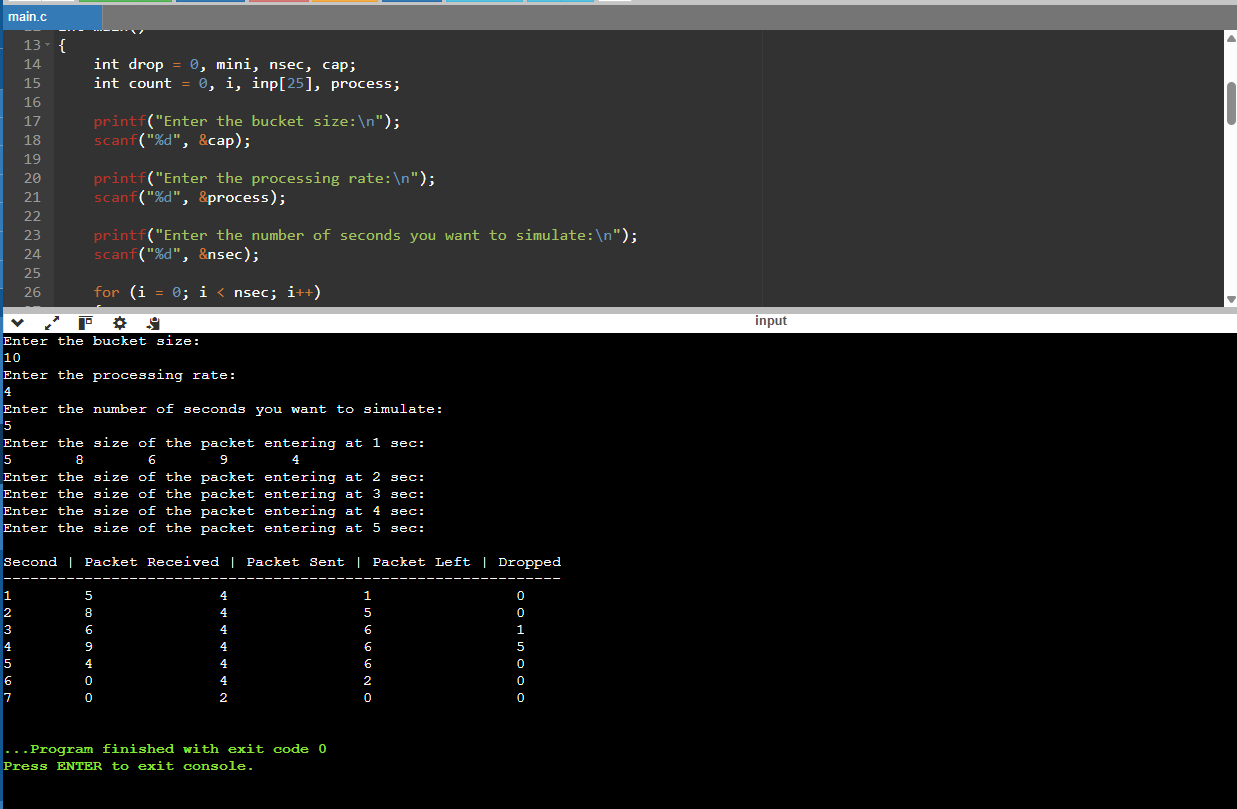 main.c
13 {
14 int drop = 0, mini, nsec, cap;
15 int count = 0, i, inp[25], process;
16
17 printf("Enter the bucket size:\n");
18 scanf("%d", &cap);
19
20 printf("Enter the processing rate:\n");
21 scanf("%d", &process);
22
23 printf("Enter the number of seconds you want to simulate:\n");
24 scanf("%d", &nsec);
25
26 for (i = 0; i < nsec; i++)
input
Enter the bucket size:
10
Enter the processing rate:
4
Enter the number of seconds you want to simulate:
5
Enter the size of the packet entering at 1 sec:
5 8 6 9 4
Enter the size of the packet entering at 2 sec:
Enter the size of the packet entering at 3 sec:
Enter the size of the packet entering at 4 sec:
Enter the size of the packet entering at 5 sec:
Second | Packet Received | Packet Sent | Packet Left | Dropped
--------------------------------------------------------------
1 5 4 1 0
2 8 4 5 0
3 6 4 6 1
4 9 4 6 5
5 4 4 6 0
6 0 4 2 0
7 0 2 0 0
...Program finished with exit code 0
Press ENTER to exit console.